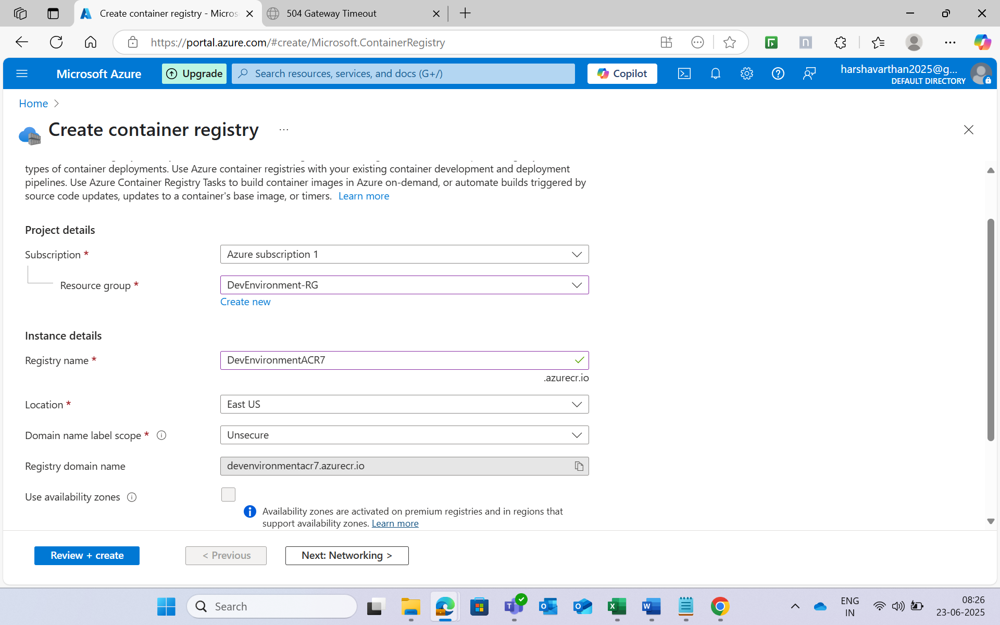 Create container registry - Micros
504 Gateway Timeout
https://portal.azure.com/#create/Microsoft.ContainerRegistry
Microsoft Azure
Upgrade
Search resources, services, and docs (G+/)
Copilot
harshavarthan2025@g...
DEFAULT DIRECTORY
Home
Create container registry
...
types of container deployments. Use Azure container registries with your existing container development and deployment
pipelines. Use Azure Container Registry Tasks to build container images in Azure on-demand, or automate builds triggered by
source code updates, updates to a container's base image, or timers. Learn more
Project details
Subscription *
Azure subscription 1
Resource group *
DevEnvironment-RG
Create new
Instance details
Registry name *
DevEnvironmentACR7
.azurecr.io
Location *
East US
Domain name label scope *
Unsecure
Registry domain name
devenvironmentacr7.azurecr.io
Use availability zones
Availability zones are activated on premium registries and in regions that
support availability zones. Learn more
Review + create
< Previous
Next: Networking >
Search
ENG
IN
08:26
23-06-2025